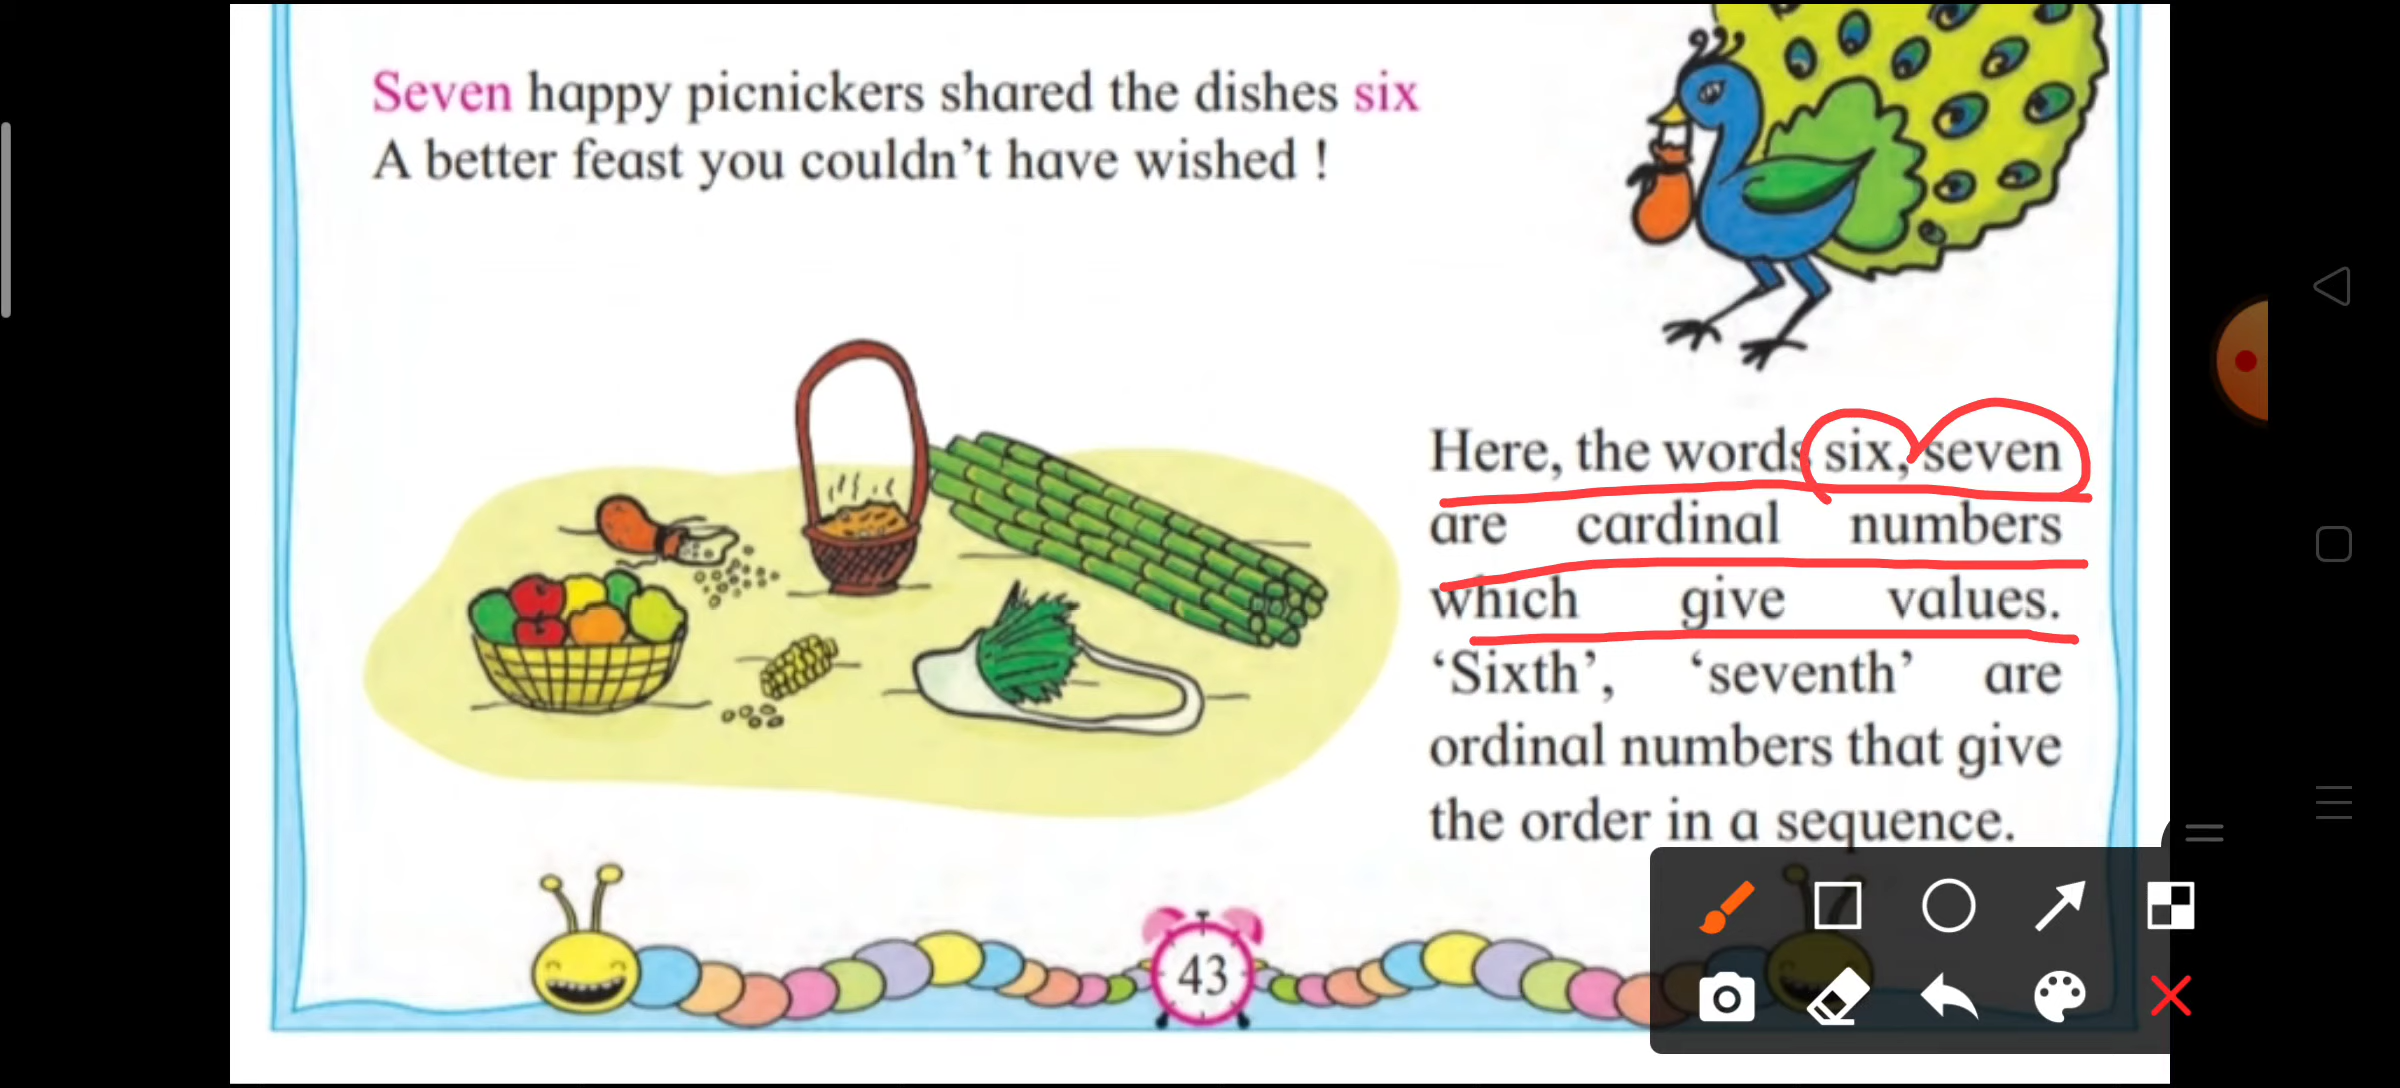 Seven happy picnickers shared the dishes six
A better feast you couldn't have wished !
Here, the words six, seven
are cardinal numbers
which give values.
‘Sixth’, ‘seventh’ are
ordinal numbers that give
the order in a sequence.
43